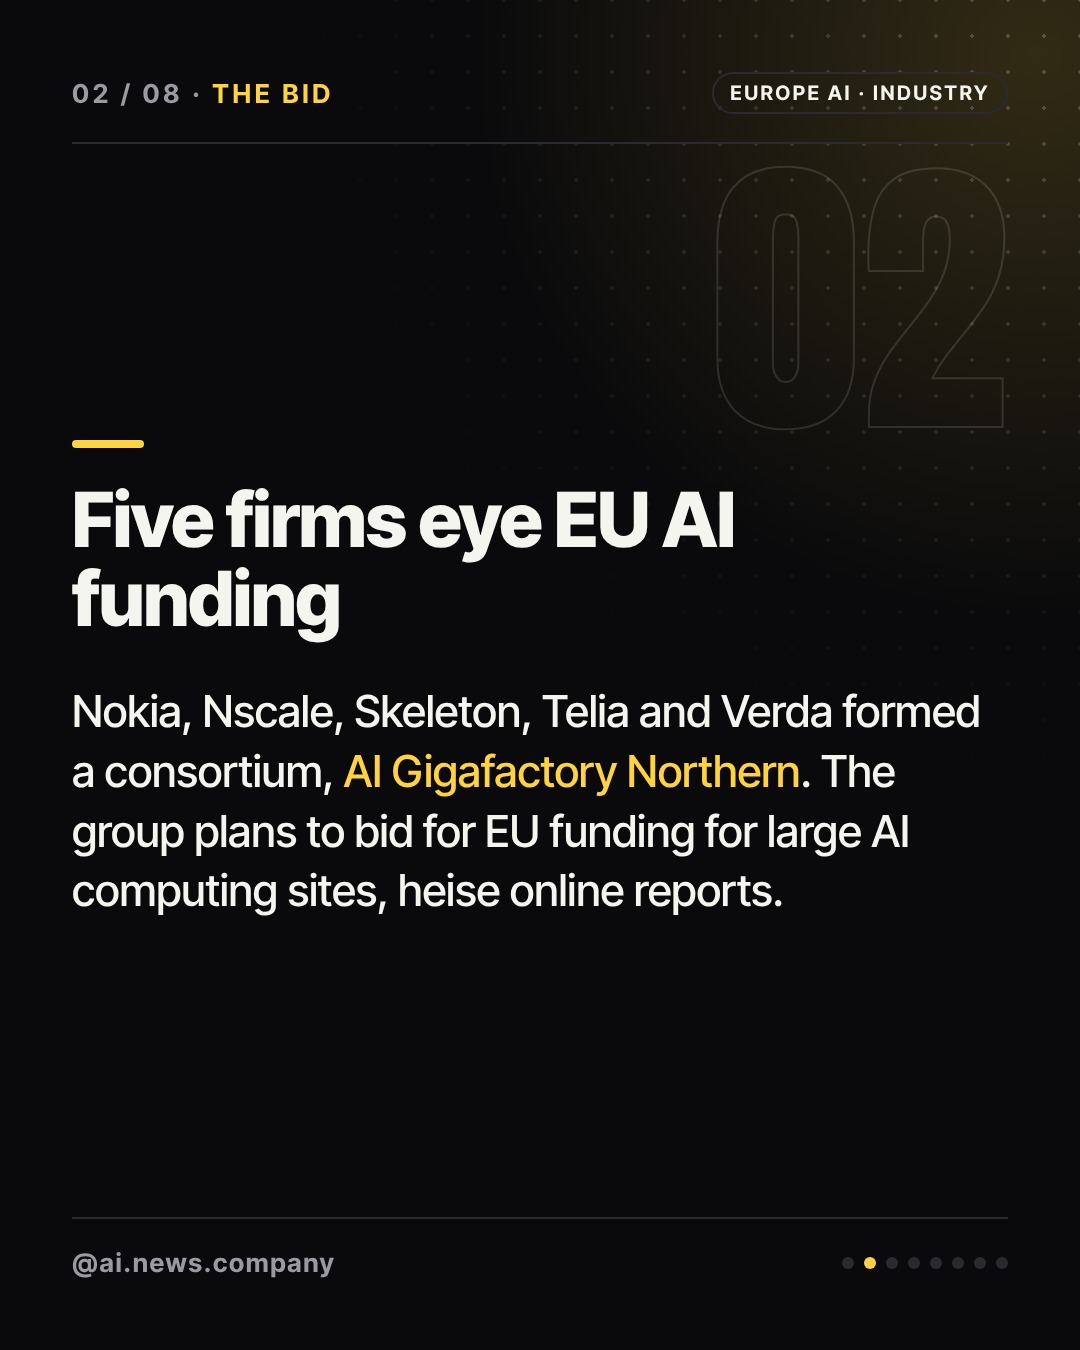 02 / 08 · THE BID
EUROPE AI · INDUSTRY
02
Five firms eye EU AI
funding
Nokia, Nscale, Skeleton, Telia and Verda formed
a consortium, AI Gigafactory Northern. The
group plans to bid for EU funding for large AI
computing sites, heise online reports.
@ai.news.company